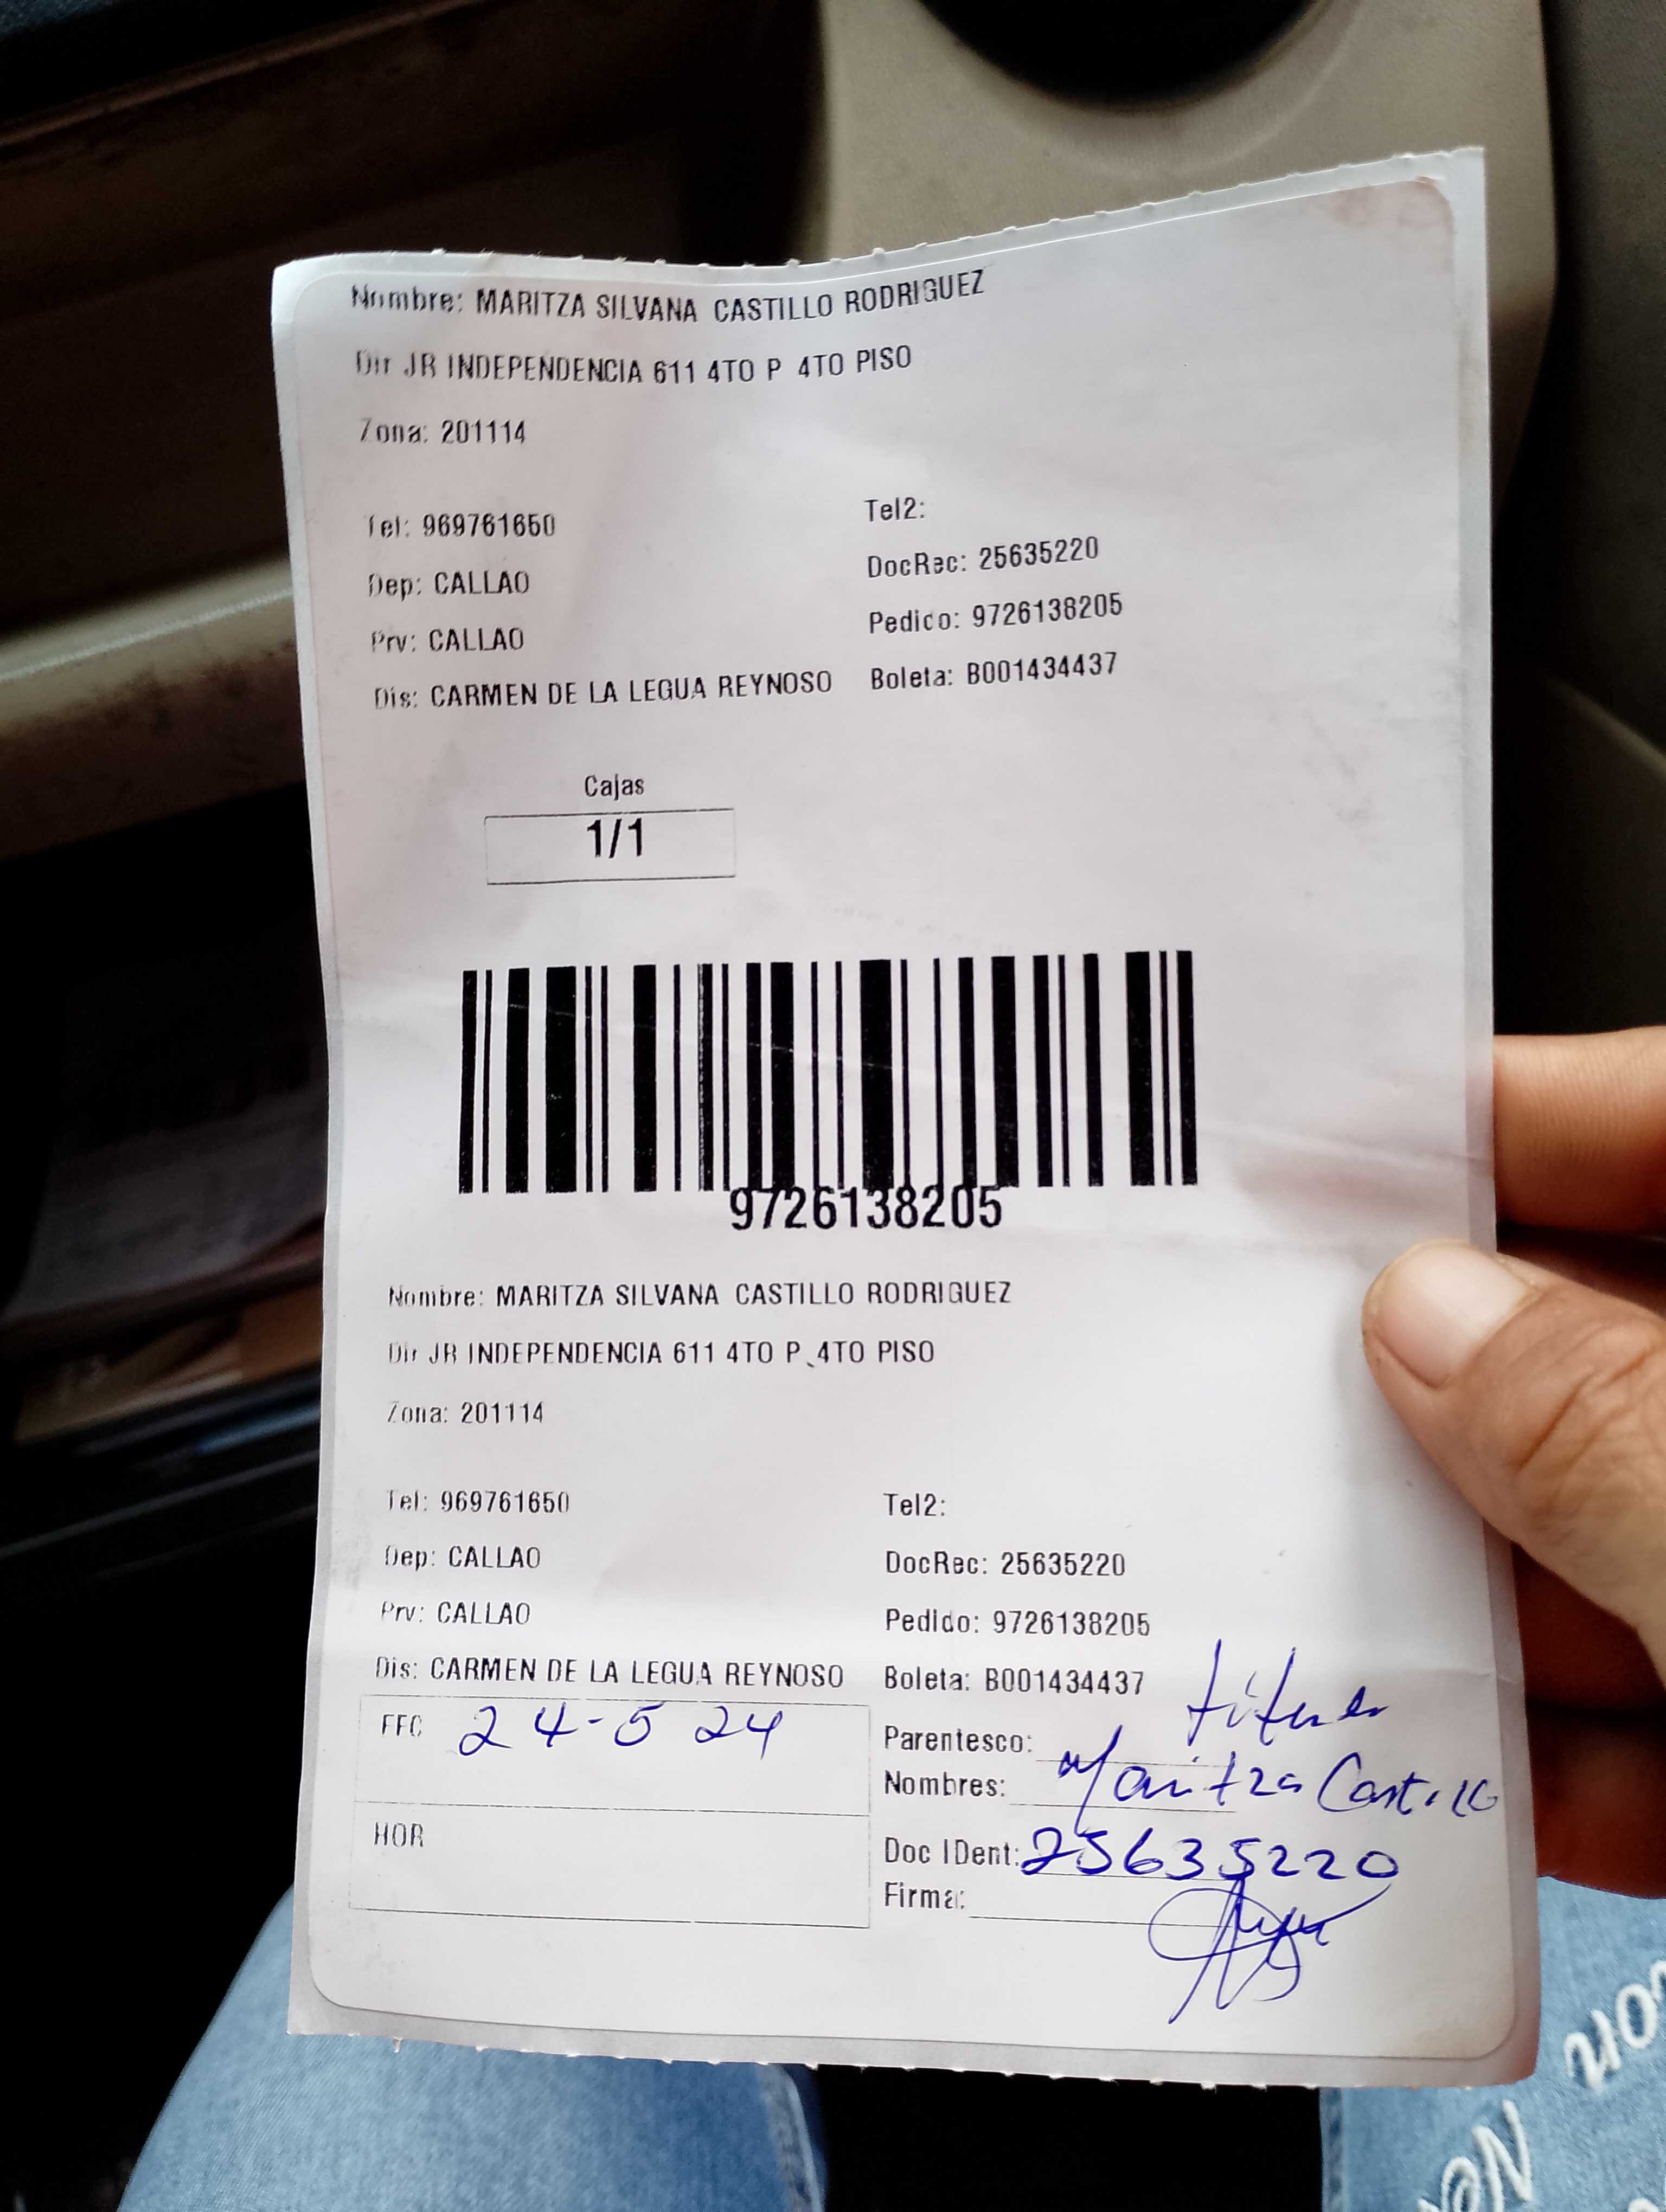 Nombre: MARITZA SILVANA CASTILLO RODRIGUEZ
Dir JR INDEPENDENCIA 611 4TO P 4TO PISO
Zona: 201114
Tel: 969761650 Tel2:
Dep: CALLAO DocRec: 25635220
Prv: CALLAO Pedido: 9726138205
Dis: CARMEN DE LA LEGUA REYNOSO Boleta: B001434437
Cajas
1/1
9726138205
Nombre: MARITZA SILVANA CASTILLO RODRIGUEZ
Dir JR INDEPENDENCIA 611 4TO P 4TO PISO
Zona: 201114
Tel: 969761650 Tel2:
Dep: CALLAO DocRec: 25635220
Prv: CALLAO Pedido: 9726138205
Dis: CARMEN DE LA LEGUA REYNOSO Boleta: B001434437
FEC 24-5 24 Parentesco: titular
Nombres: Maritza Castillo
HOR Doc IDent: 25635220
Firma: